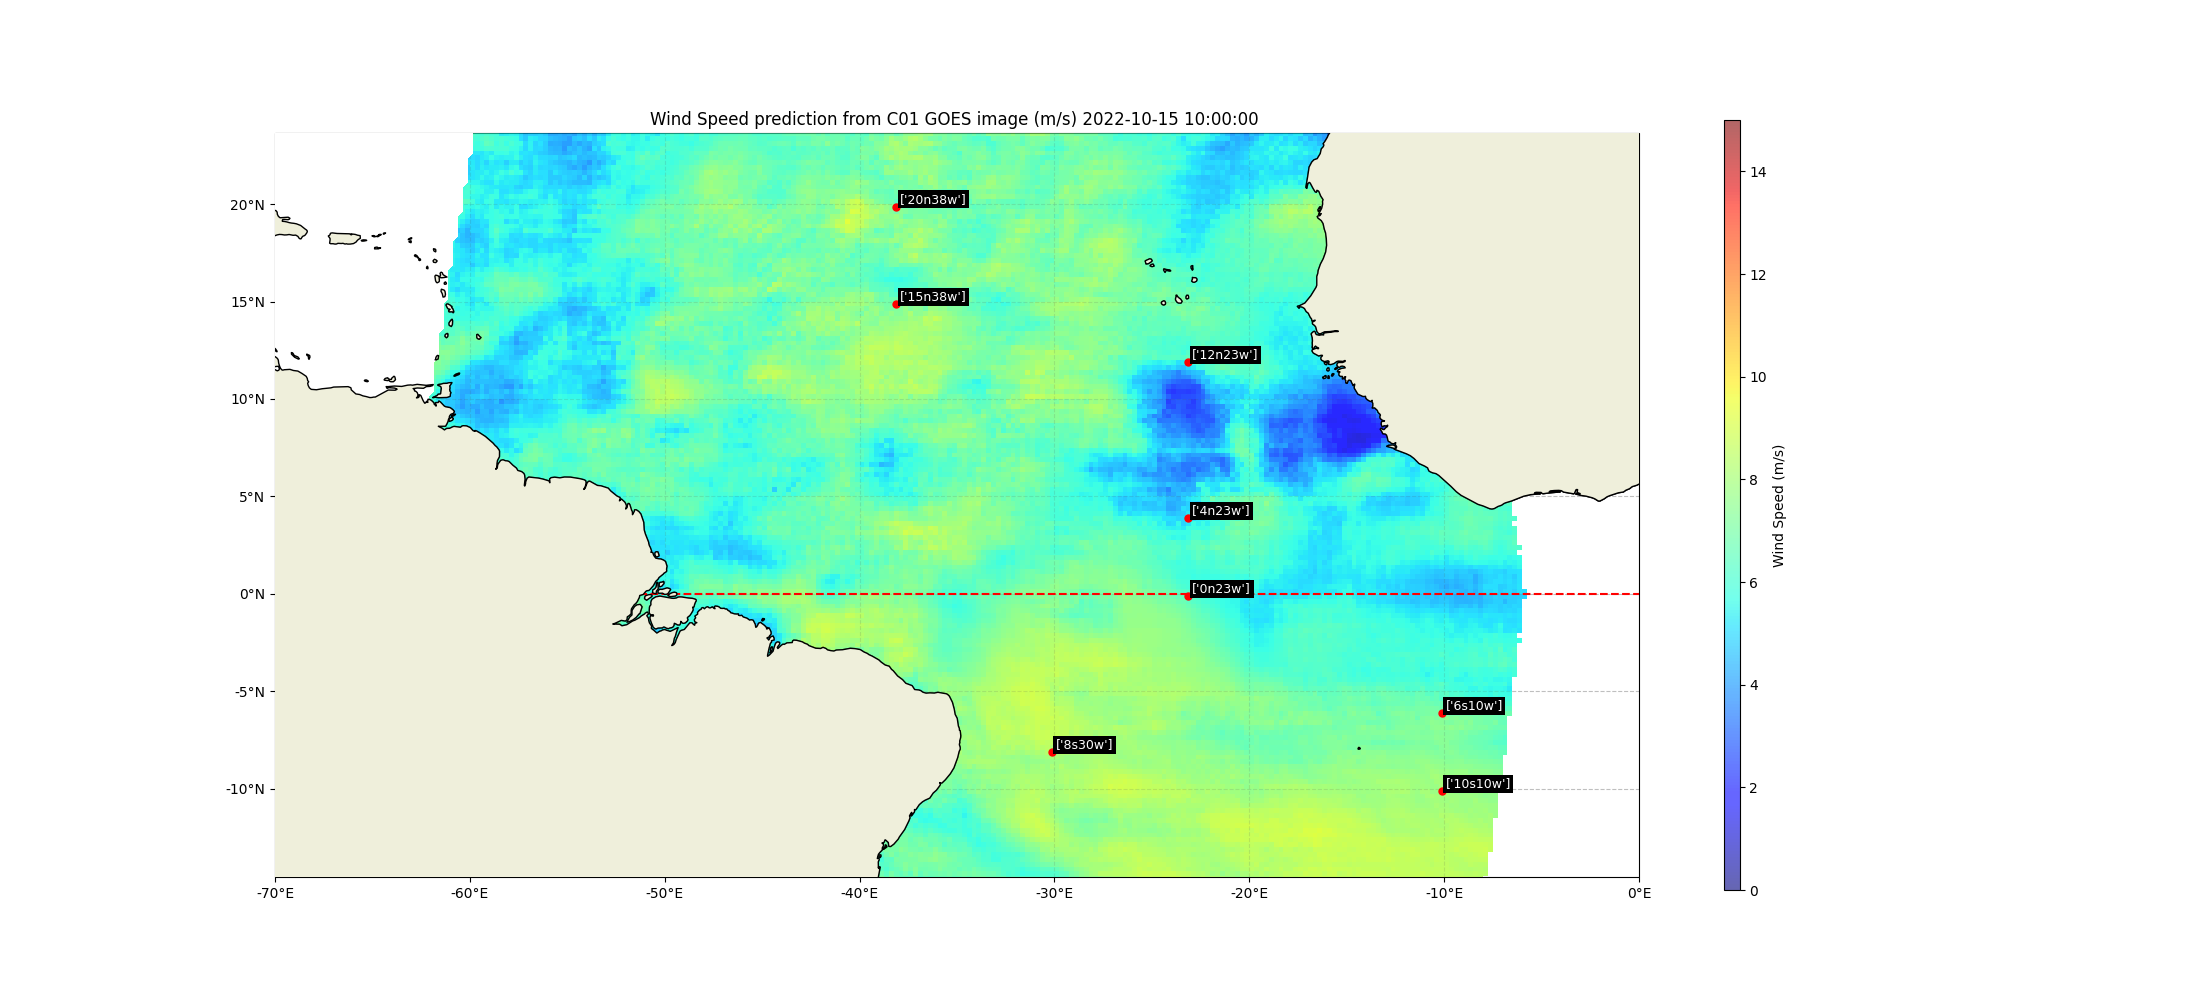 Wind Speed prediction from C01 GOES image (m/s) 2022-10-15 10:00:00
20°N
15°N
10°N
5°N
0°N
-5°N
-10°N
-70°E
-60°E
-50°E
-40°E
-30°E
-20°E
-10°E
0°E
['20n38w']
['15n38w']
['12n23w']
['4n23w']
['0n23w']
['6s10w']
['8s30w']
['10s10w']
14
12
10
8
6
4
2
0
Wind Speed (m/s)